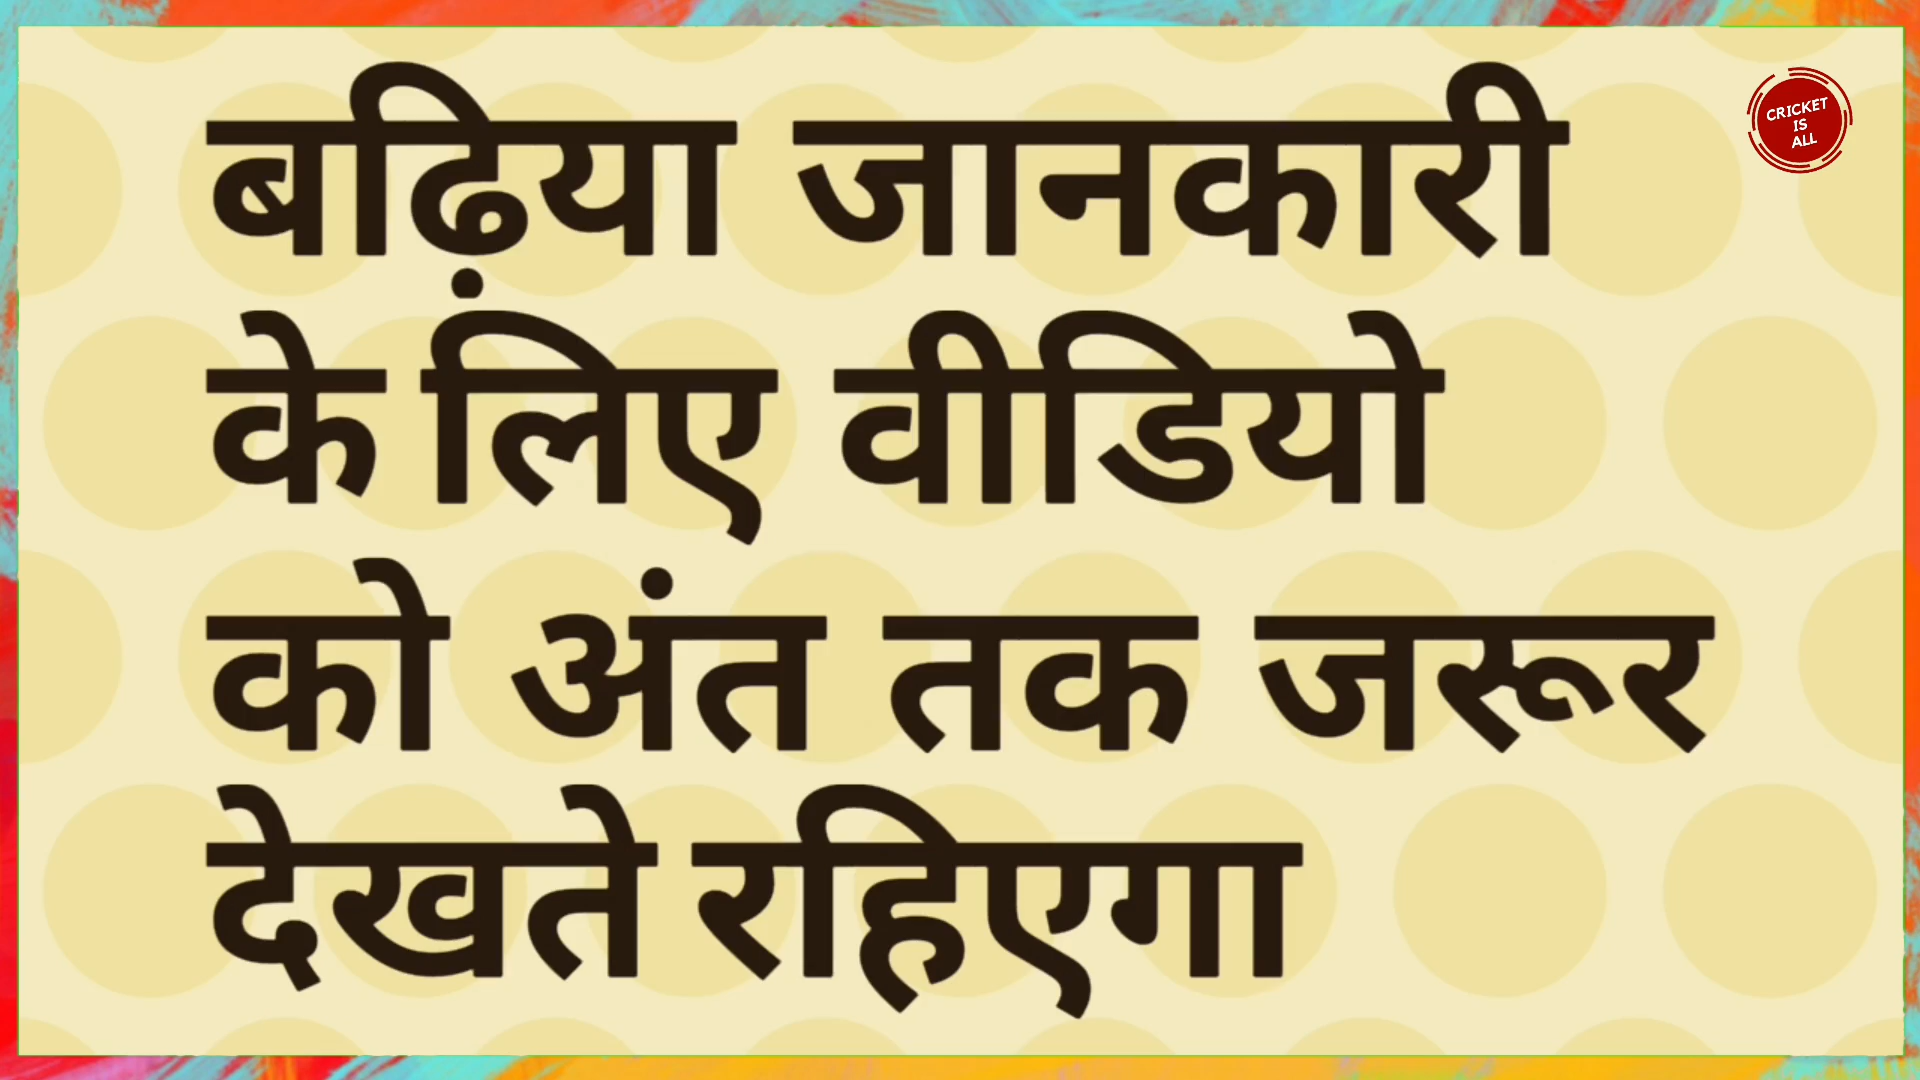 बढ़िया जानकारी
के लिए वीडियो
को अंत तक जरूर
देखते रहिएगा
CRICKET
IS
ALL